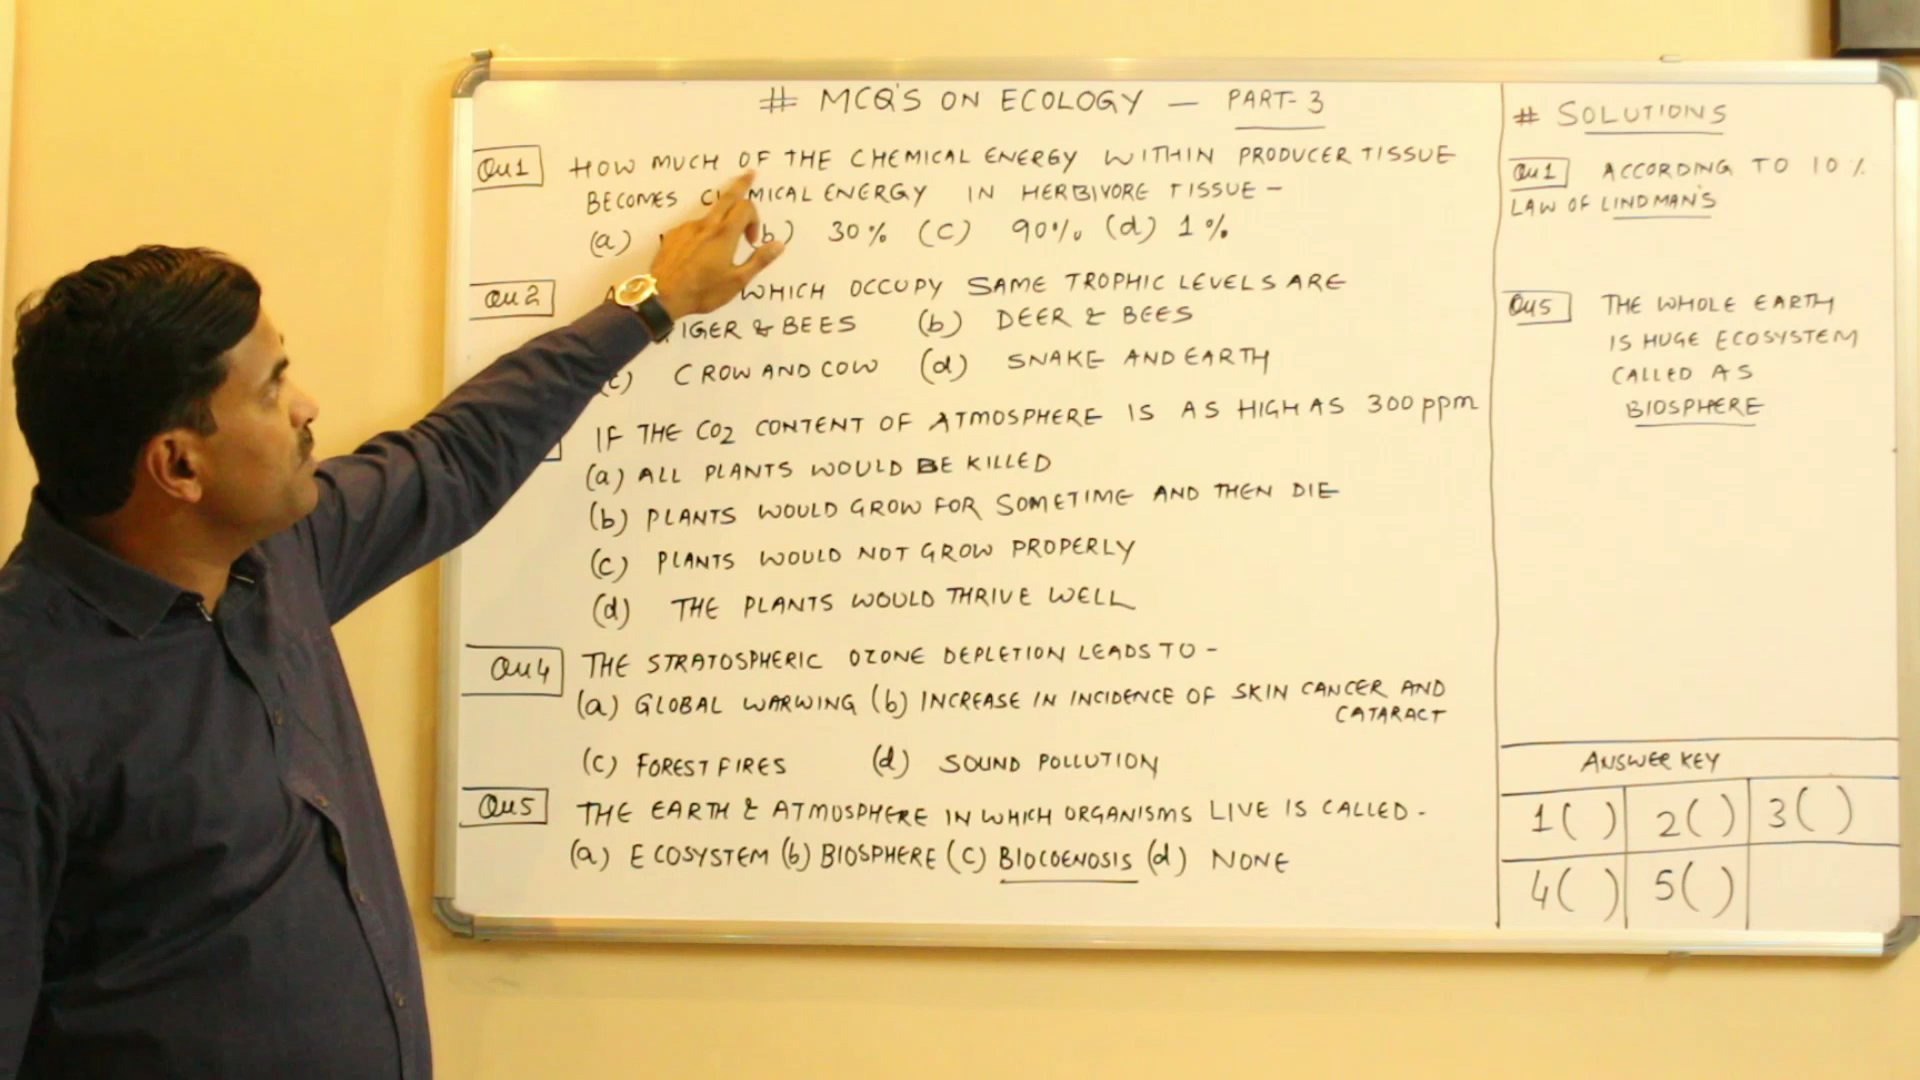 # MCQ'S ON ECOLOGY — PART-3
Qu1 HOW MUCH OF THE CHEMICAL ENERGY WITHIN PRODUCER TISSUE
BECOMES CHEMICAL ENERGY IN HERBIVORE TISSUE -
(a) (b) 30% (c) 90% (d) 1%
Qu2 WHICH OCCUPY SAME TROPHIC LEVELS ARE
IGER & BEES (b) DEER & BEES
(c) CROW AND COW (d) SNAKE AND EARTH
IF THE CO2 CONTENT OF ATMOSPHERE IS AS HIGH AS 300 ppm
(a) ALL PLANTS WOULD BE KILLED
(b) PLANTS WOULD GROW FOR SOMETIME AND THEN DIE
(c) PLANTS WOULD NOT GROW PROPERLY
(d) THE PLANTS WOULD THRIVE WELL
Qu4 THE STRATOSPHERIC OZONE DEPLETION LEADS TO -
(a) GLOBAL WARWING (b) INCREASE IN INCIDENCE OF SKIN CANCER AND
CATARACT
(c) FOREST FIRES (d) SOUND POLLUTION
Qu5 THE EARTH & ATMOSPHERE IN WHICH ORGANISMS LIVE IS CALLED -
(a) ECOSYSTEM (b) BIOSPHERE (c) BIOCOENOSIS (d) NONE
# SOLUTIONS
Qu1 ACCORDING TO 10%
LAW OF LINDMAN'S
Qu5 THE WHOLE EARTH
IS HUGE ECOSYSTEM
CALLED AS
BIOSPHERE
ANSWER KEY
1( ) 2( ) 3( )
4( ) 5( )